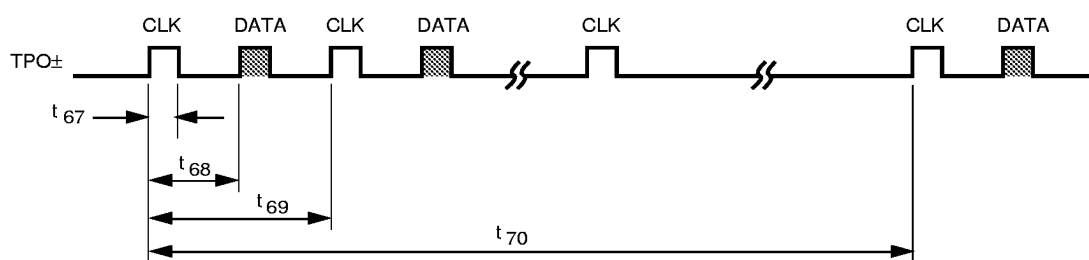 CLK DATA CLK DATA CLK CLK DATA
TPO±
t67
t68
t69
t70